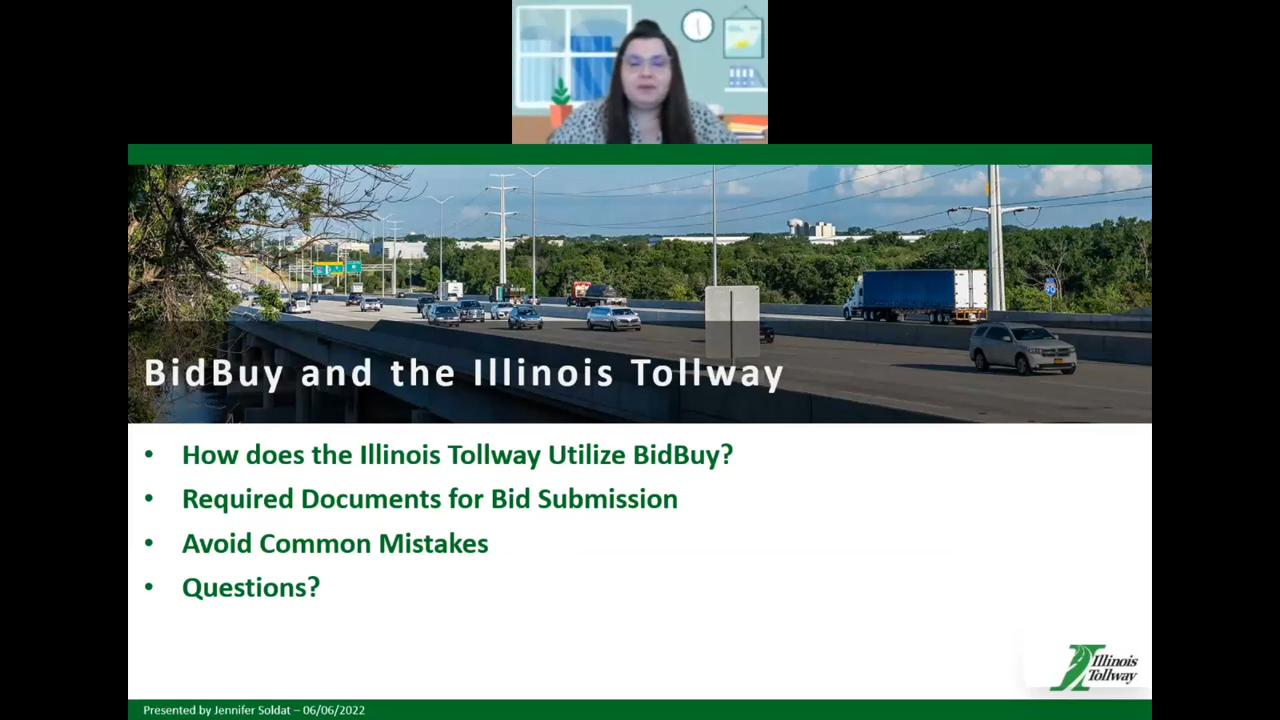 BidBuy and the Illinois Tollway
• How does the Illinois Tollway Utilize BidBuy?
• Required Documents for Bid Submission
• Avoid Common Mistakes
• Questions?
Illinois
Tollway
Presented by Jennifer Soldat – 06/06/2022